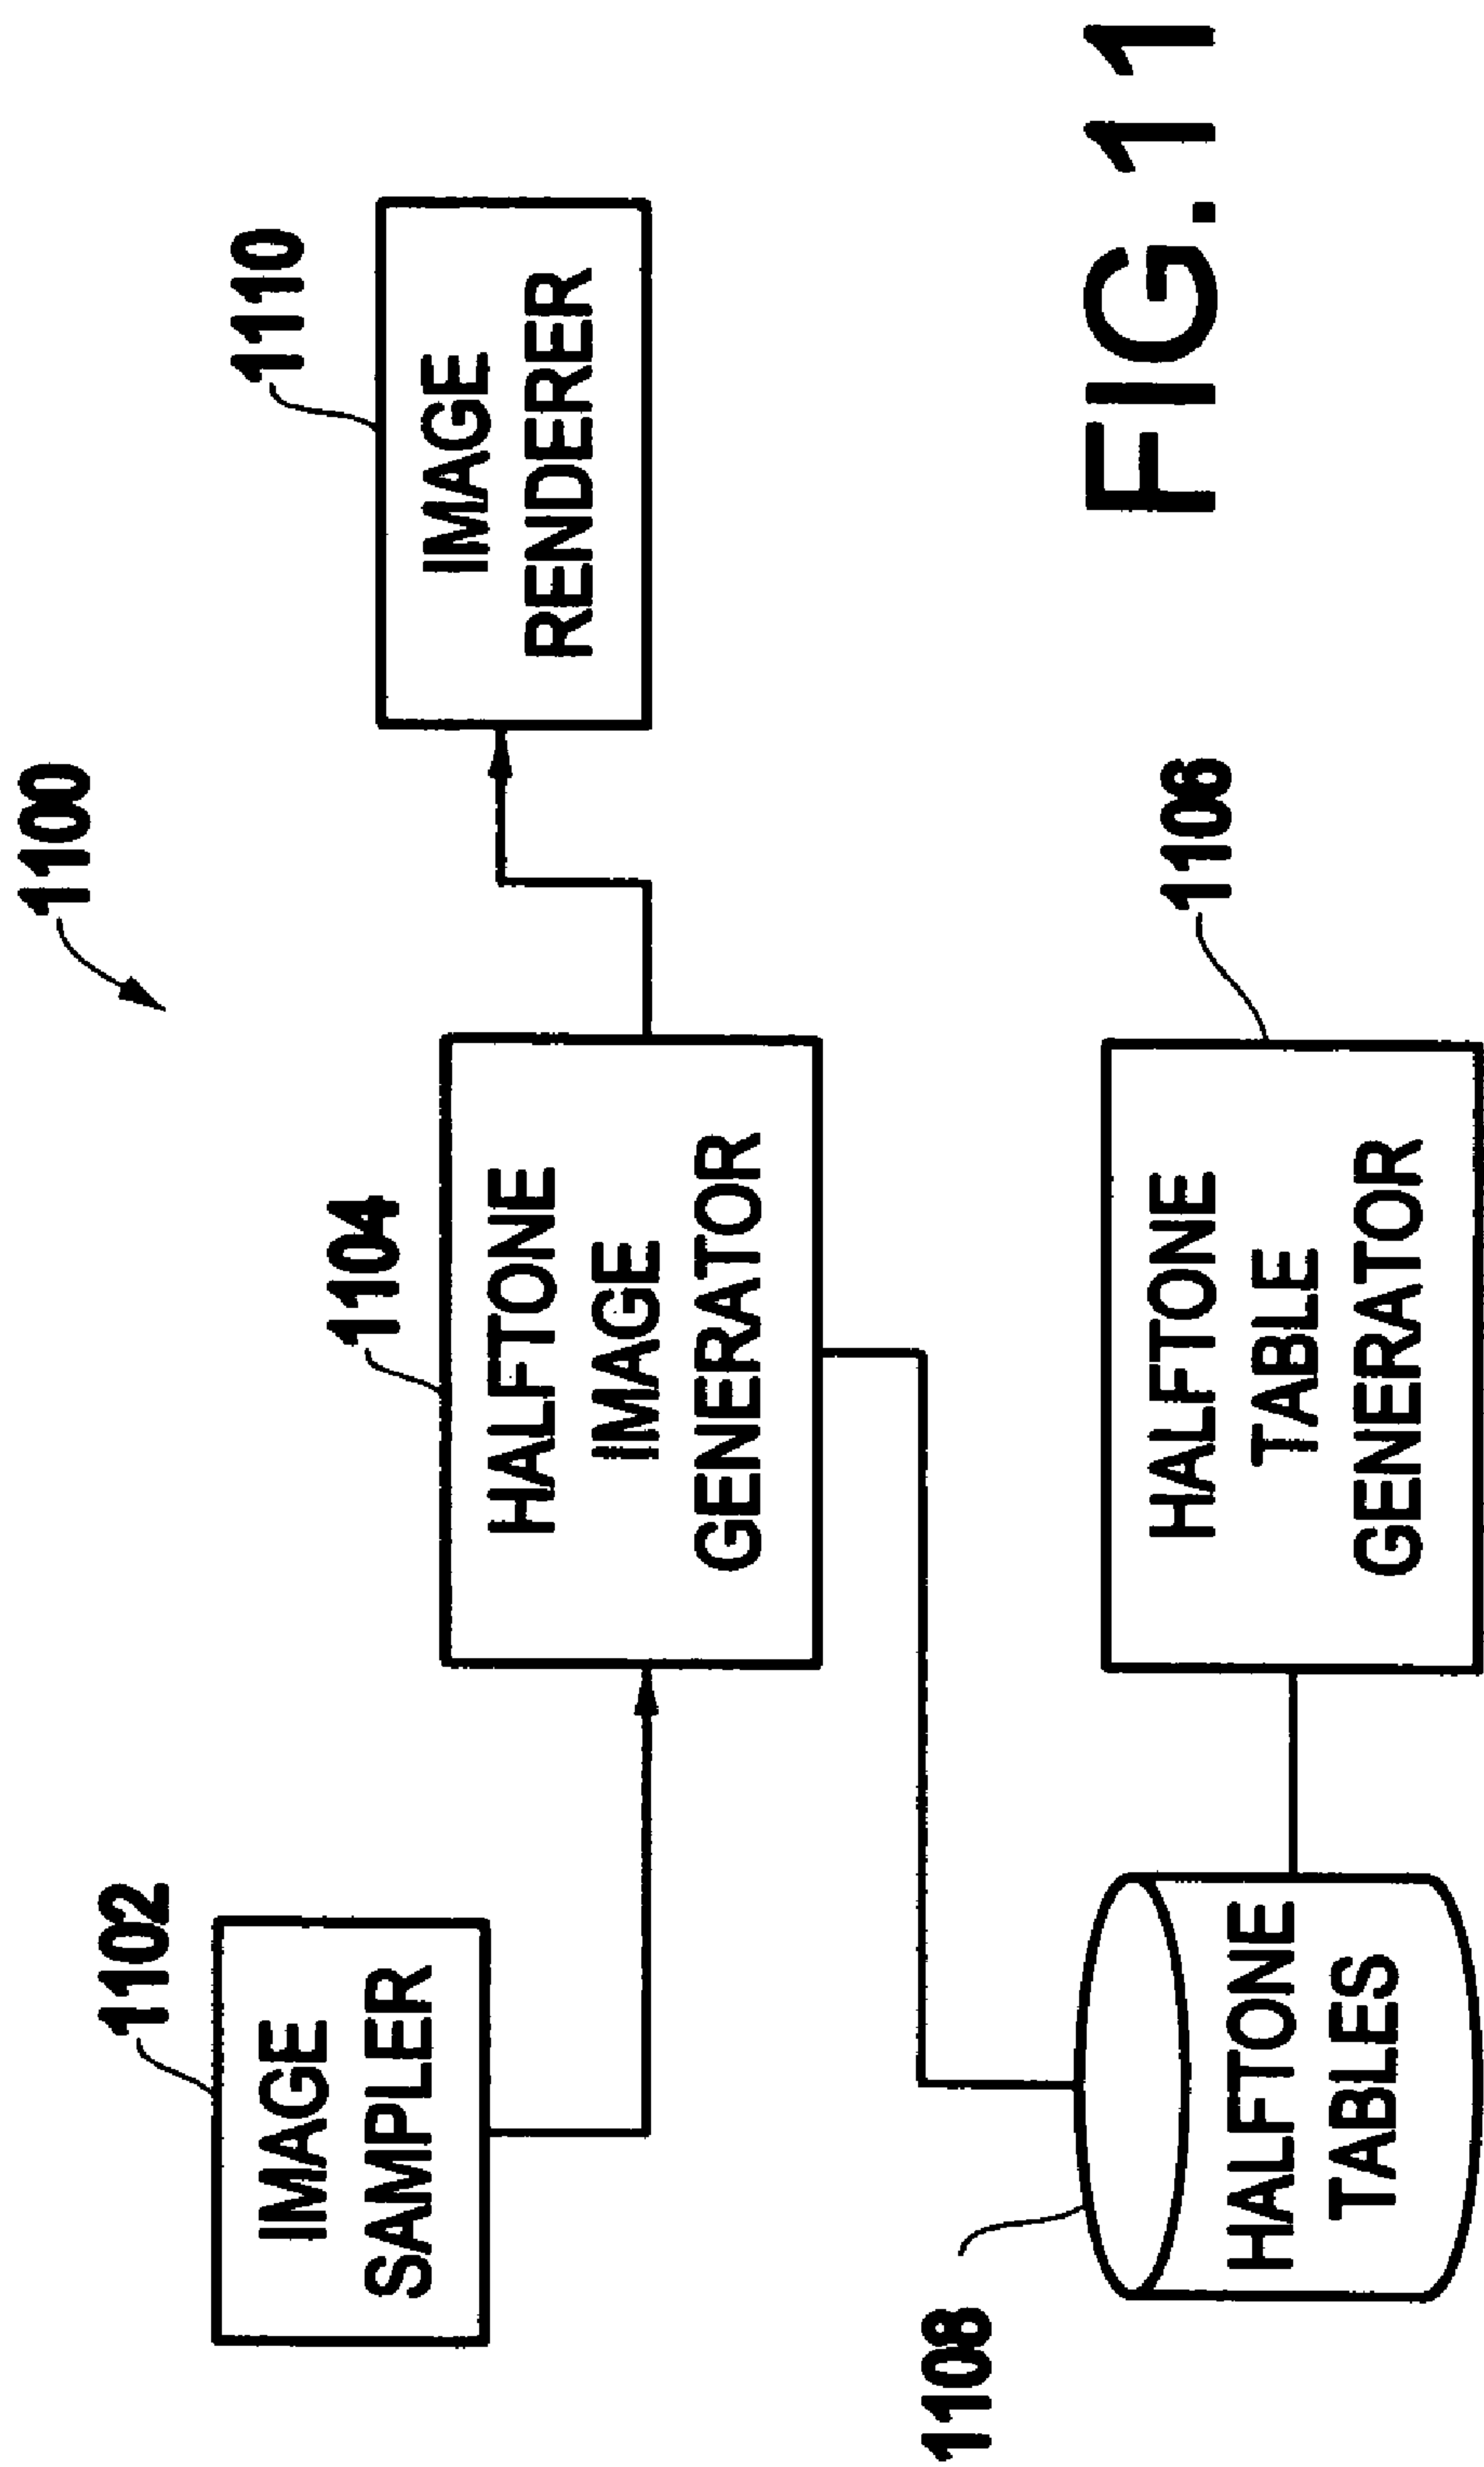 1100
1102
IMAGE
SAMPLER
1104
HALFTONE
IMAGE
GENERATOR
1110
IMAGE
RENDERER
1108
HALFTONE
TABLES
1106
HALFTONE
TABLE
GENERATOR
FIG. 11